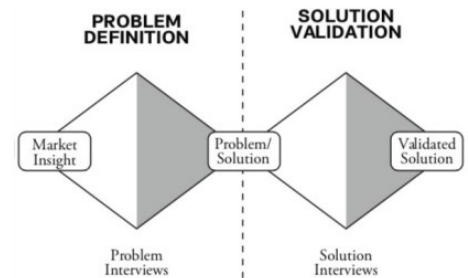 PROBLEM
DEFINITION
SOLUTION
VALIDATION
Market
Insight
Problem/
Solution
Validated
Solution
Problem
Interviews
Solution
Interviews